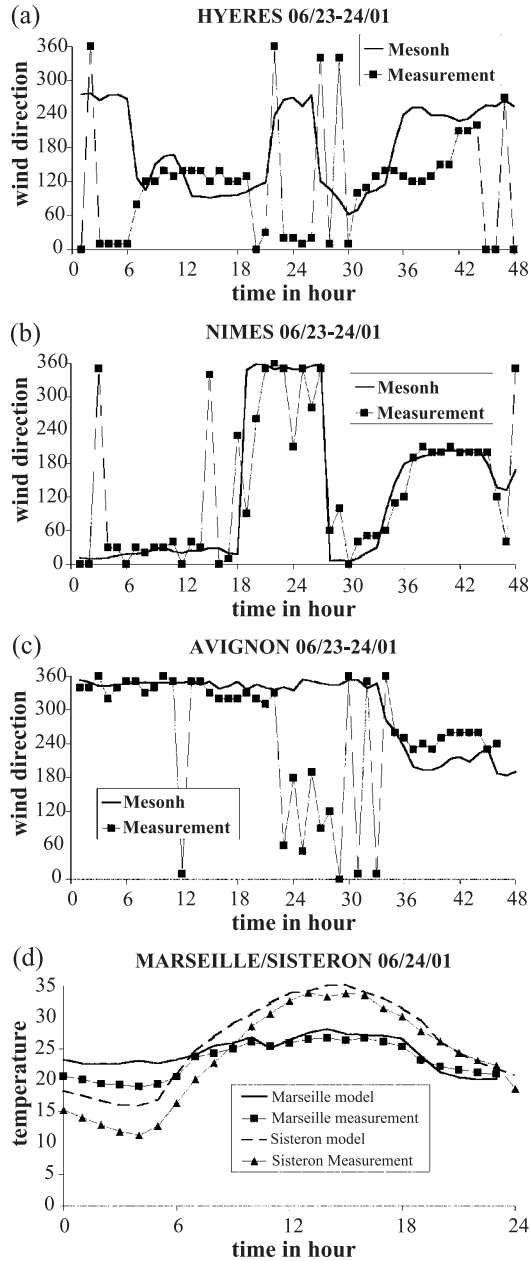 (a) HYERES 06/23-24/01
wind direction
360
300
240
180
120
60
0
Mesonh
Measurement
0 6 12 18 24 30 36 42 48
time in hour
(b) NIMES 06/23-24/01
wind direction
360
300
240
180
120
60
0
Mesonh
Measurement
0 6 12 18 24 30 36 42 48
time in hour
(c) AVIGNON 06/23-24/01
wind direction
360
300
240
180
120
60
0
Mesonh
Measurement
0 6 12 18 24 30 36 42 48
time in hour
(d) MARSEILLE/SISTERON 06/24/01
temperature
35
30
25
20
15
10
5
0
Marseille model
Marseille measurement
Sisteron model
Sisteron Measurement
0 6 12 18 24
time in hour